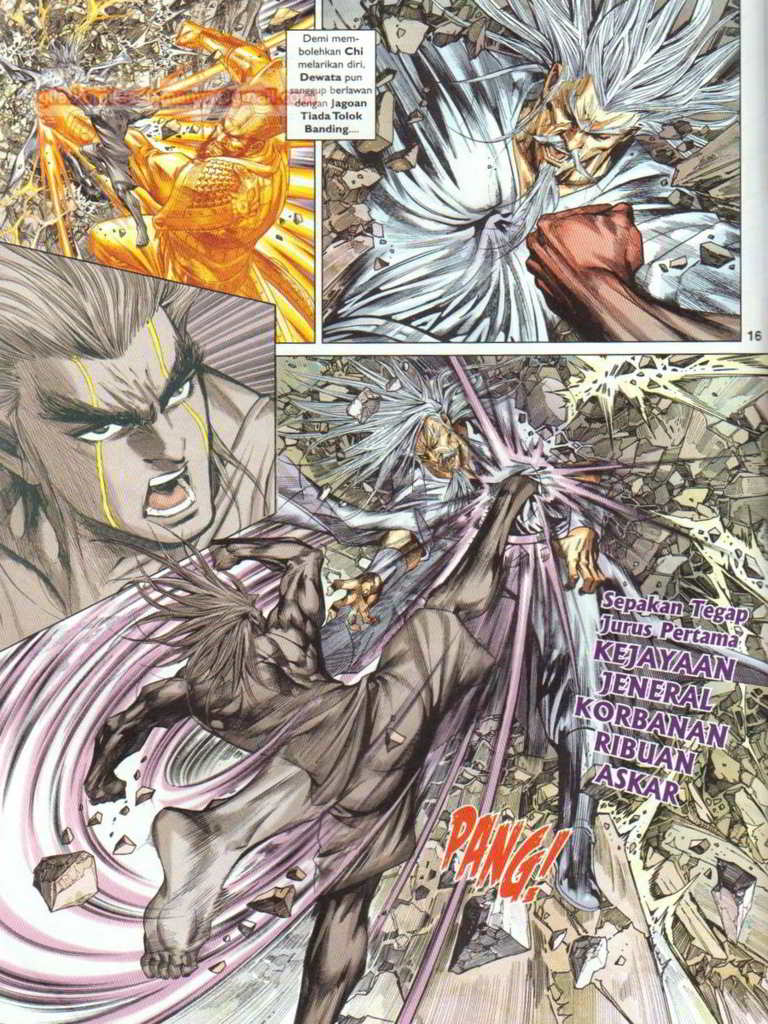 Demi mem-
bolehkan Chi
melarikan diri,
Dewata pun
sanggup berlawan
dengan Jagoan
Tiada Tolok
Banding....
16
Sepakan Tegap
Jurus Pertama
KEJAYAAN
JENERAL
KORBANAN
RIBUAN
ASKAR
PANG!